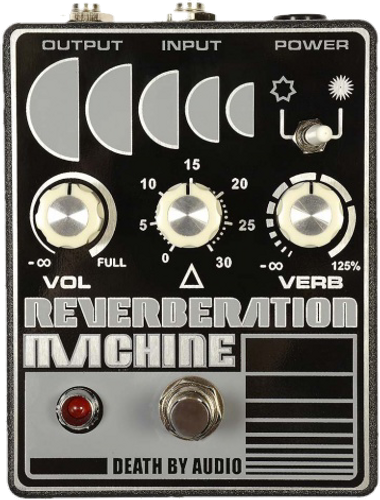 OUTPUT INPUT POWER
15
10 20
5 25
0 30
-∞ FULL
-∞ 125%
VOL Δ VERB
REVERBERATION
MACHINE
DEATH BY AUDIO